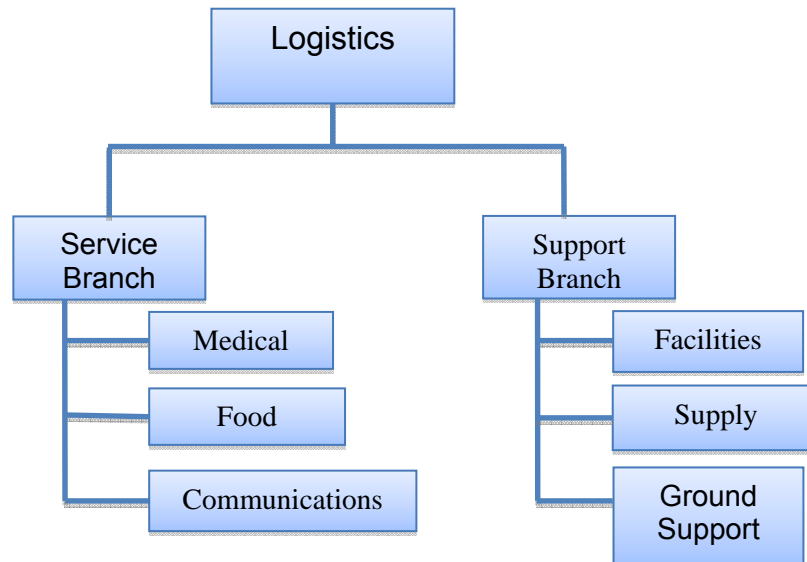 Logistics
Service
Branch
Medical
Food
Communications
Support
Branch
Facilities
Supply
Ground
Support